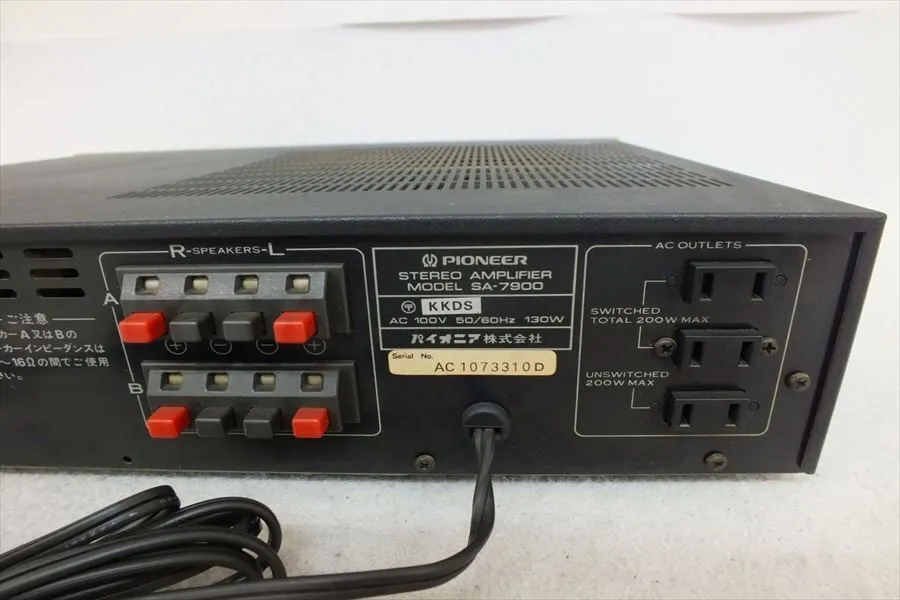 ご注意
カーA又はBの
ーカーインピーダンスは
~16Ωの間でご使用
さい。
R-SPEAKERS-L
A
B
PIONEER
STEREO AMPLIFIER
MODEL SA-7900
KKDS
AC 100V 50/60Hz 130W
パイオニア株式会社
Serial No.
AC1073310D
AC OUTLETS
SWITCHED
TOTAL 200W MAX
UNSWITCHED
200W MAX